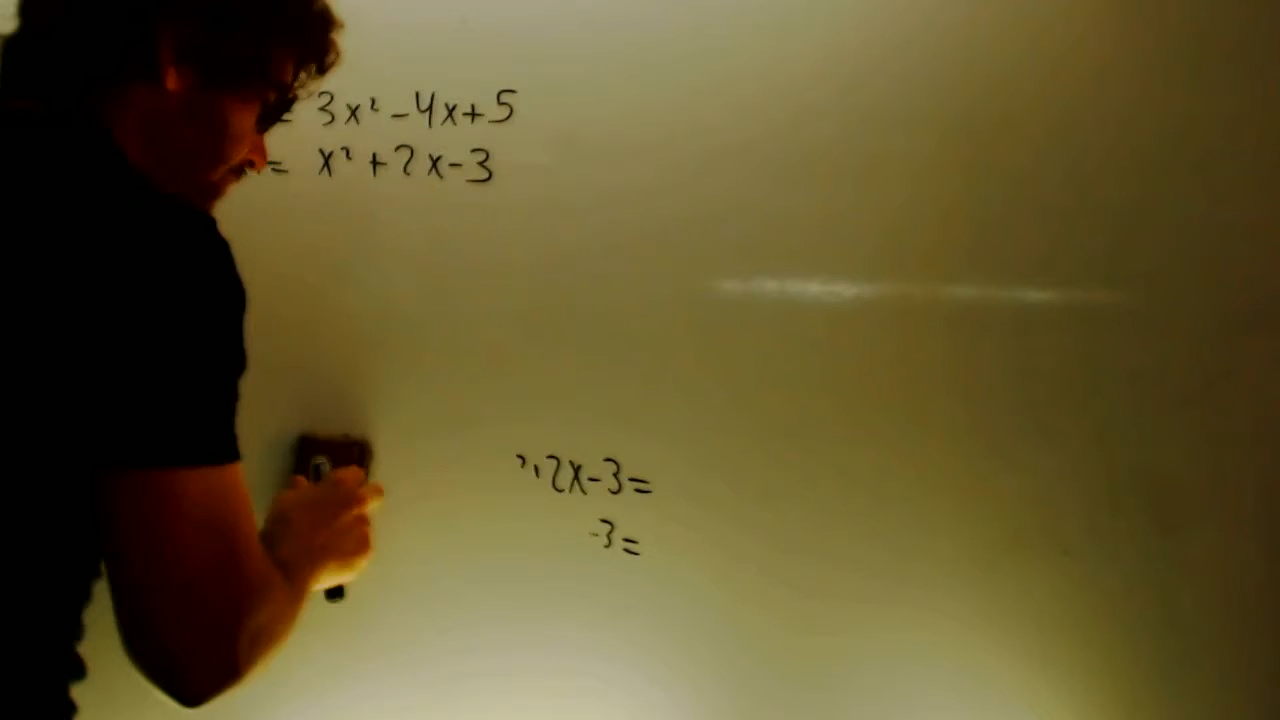 = 3x² -4x+5
= x² +2x-3
2x-3=
-3=